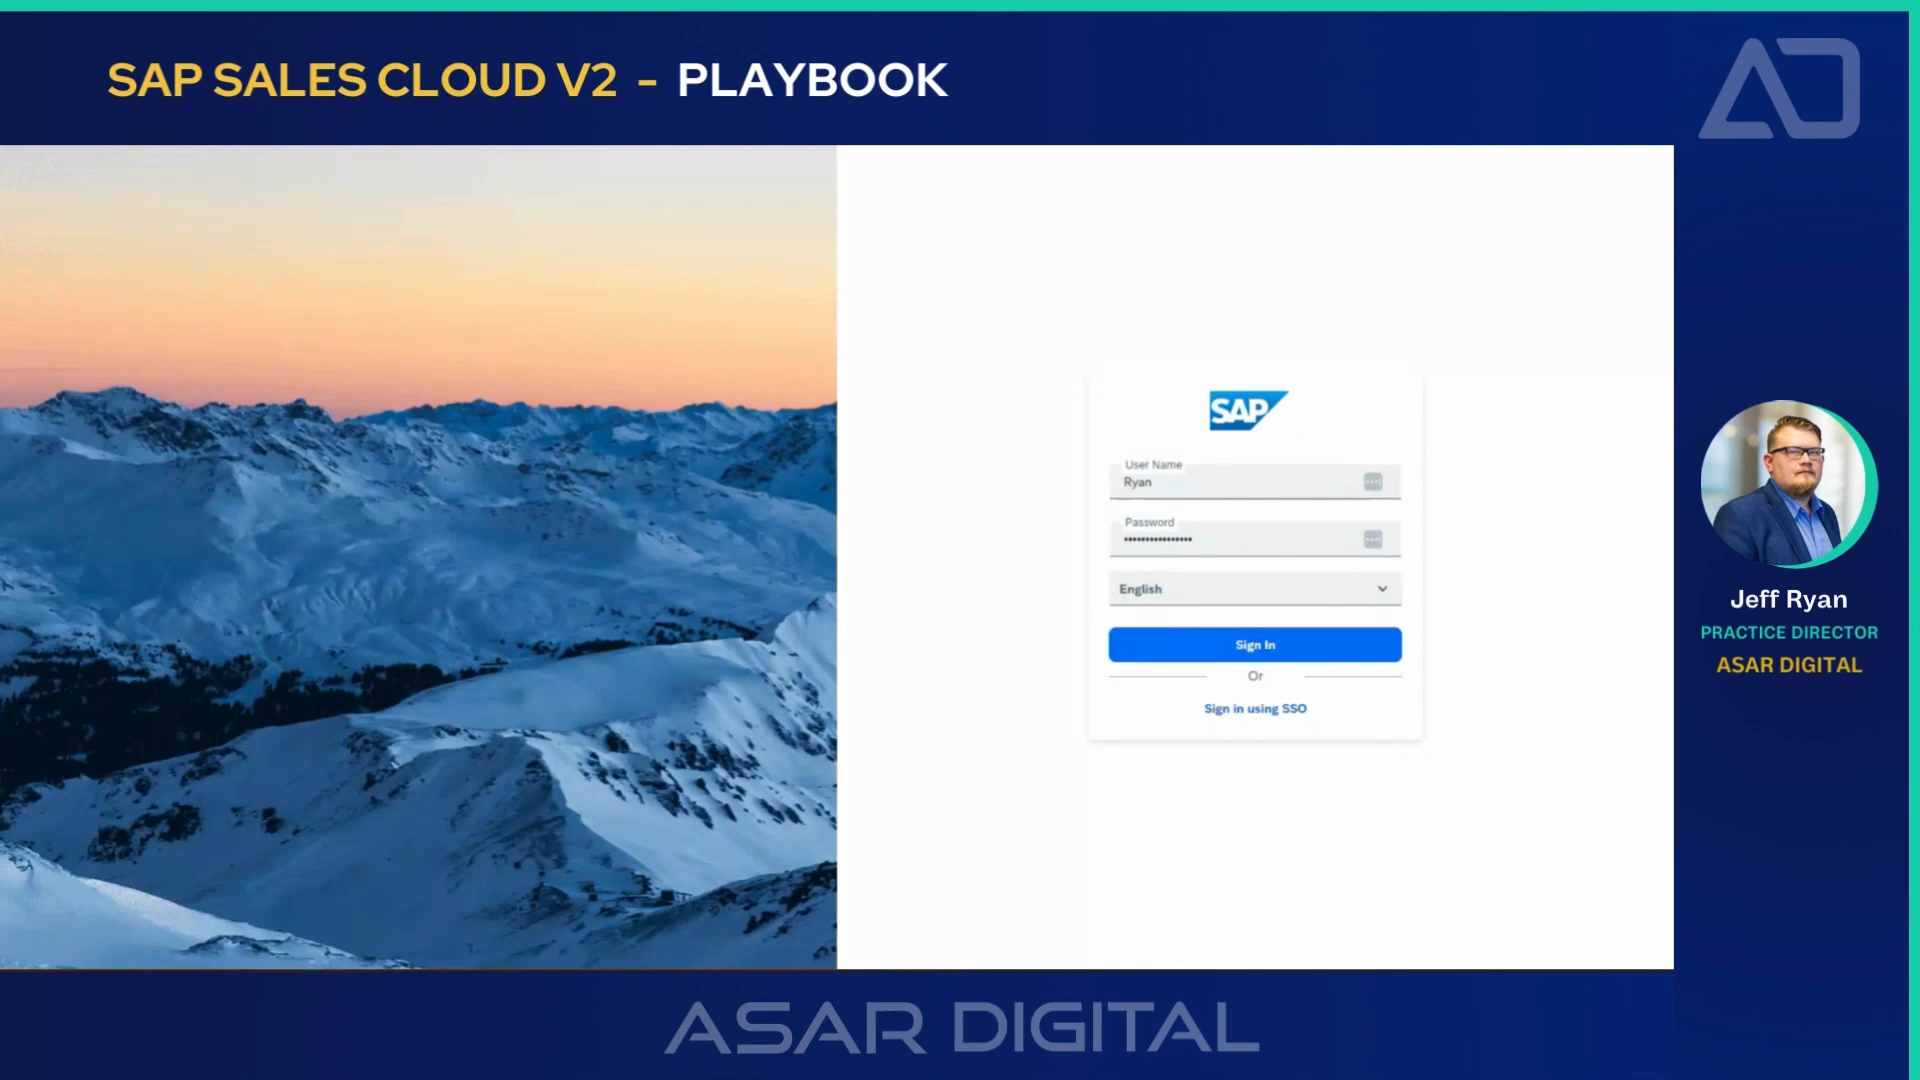 SAP SALES CLOUD V2 - PLAYBOOK
SAP
User Name
Ryan
Password
••••••••••••••••
English
Sign In
Or
Sign in using SSO
Jeff Ryan
PRACTICE DIRECTOR
ASAR DIGITAL
ASAR DIGITAL